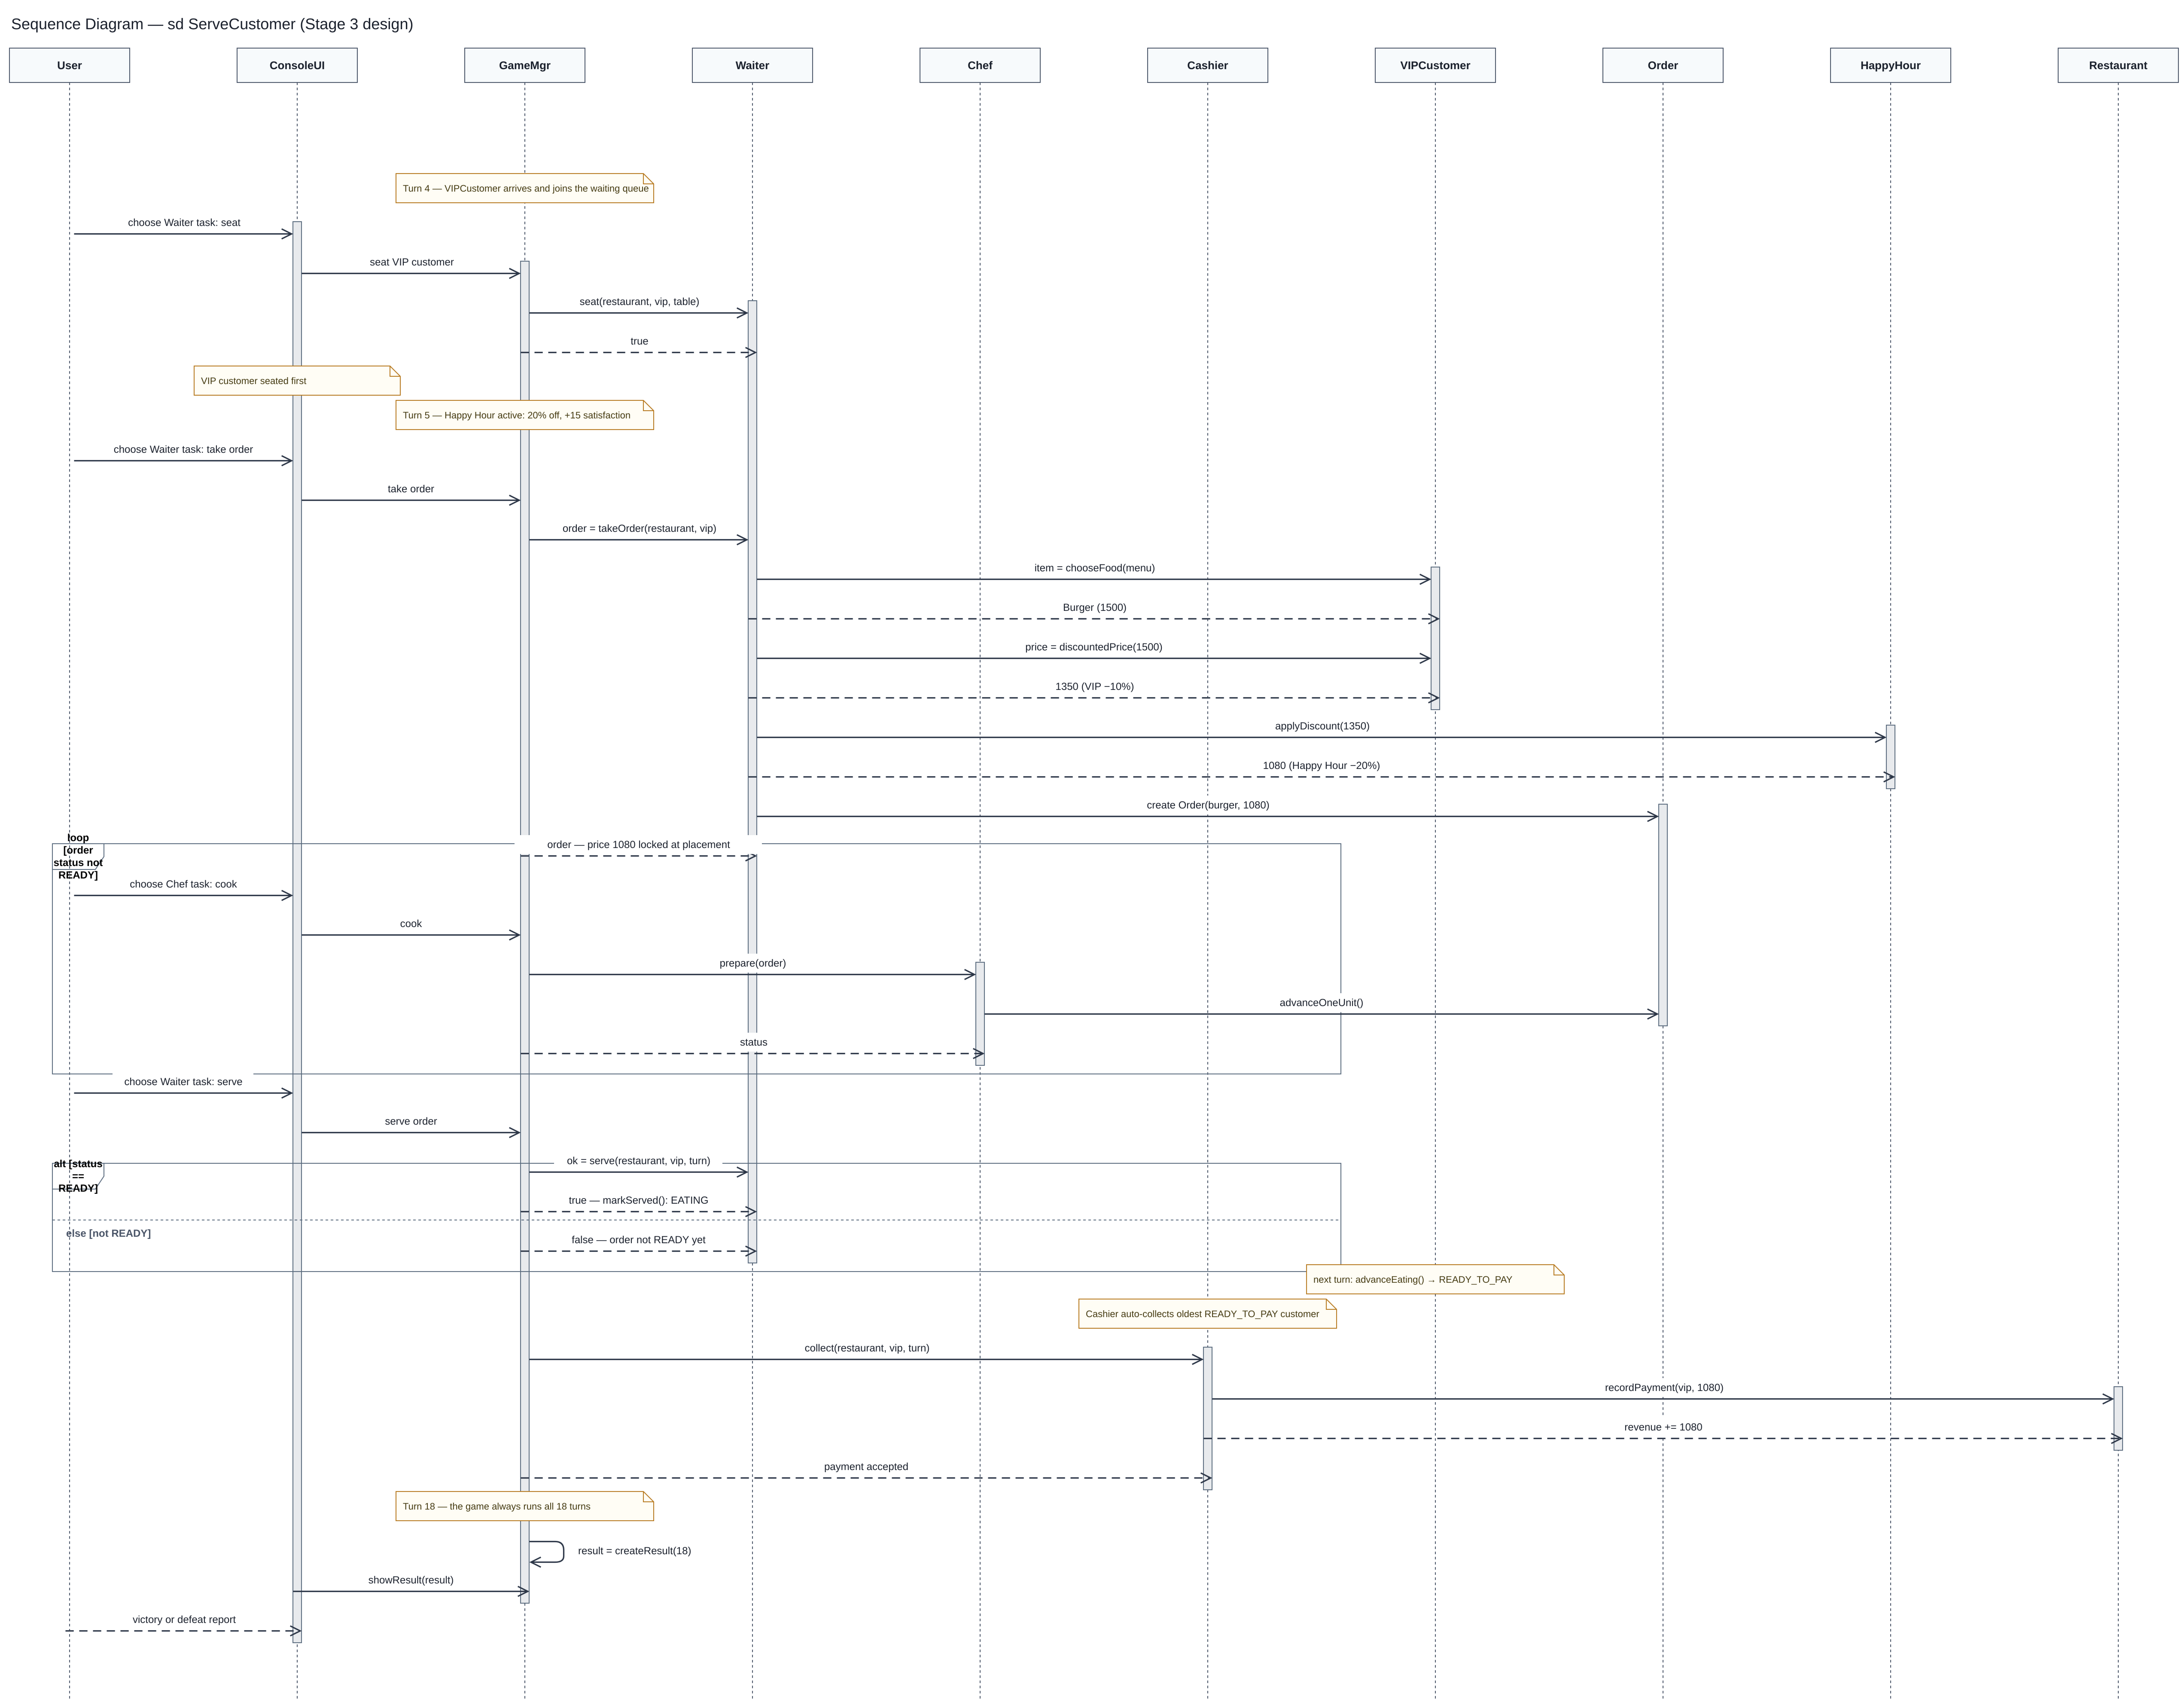 Sequence Diagram — sd ServeCustomer (Stage 3 design)
User
ConsoleUI
GameMgr
Waiter
Chef
Cashier
VIPCustomer
Order
HappyHour
Restaurant
Turn 4 — VIPCustomer arrives and joins the waiting queue
choose Waiter task: seat
seat VIP customer
seat(restaurant, vip, table)
true
VIP customer seated first
Turn 5 — Happy Hour active: 20% off, +15 satisfaction
choose Waiter task: take order
take order
order = takeOrder(restaurant, vip)
item = chooseFood(menu)
Burger (1500)
price = discountedPrice(1500)
1350 (VIP −10%)
applyDiscount(1350)
1080 (Happy Hour −20%)
create Order(burger, 1080)
loop
[order
status not
READY]
order — price 1080 locked at placement
choose Chef task: cook
cook
prepare(order)
advanceOneUnit()
status
choose Waiter task: serve
serve order
alt [status
==
READY]
ok = serve(restaurant, vip, turn)
true — markServed(): EATING
else [not READY]
false — order not READY yet
next turn: advanceEating() → READY_TO_PAY
Cashier auto-collects oldest READY_TO_PAY customer
collect(restaurant, vip, turn)
recordPayment(vip, 1080)
revenue += 1080
payment accepted
Turn 18 — the game always runs all 18 turns
result = createResult(18)
showResult(result)
victory or defeat report